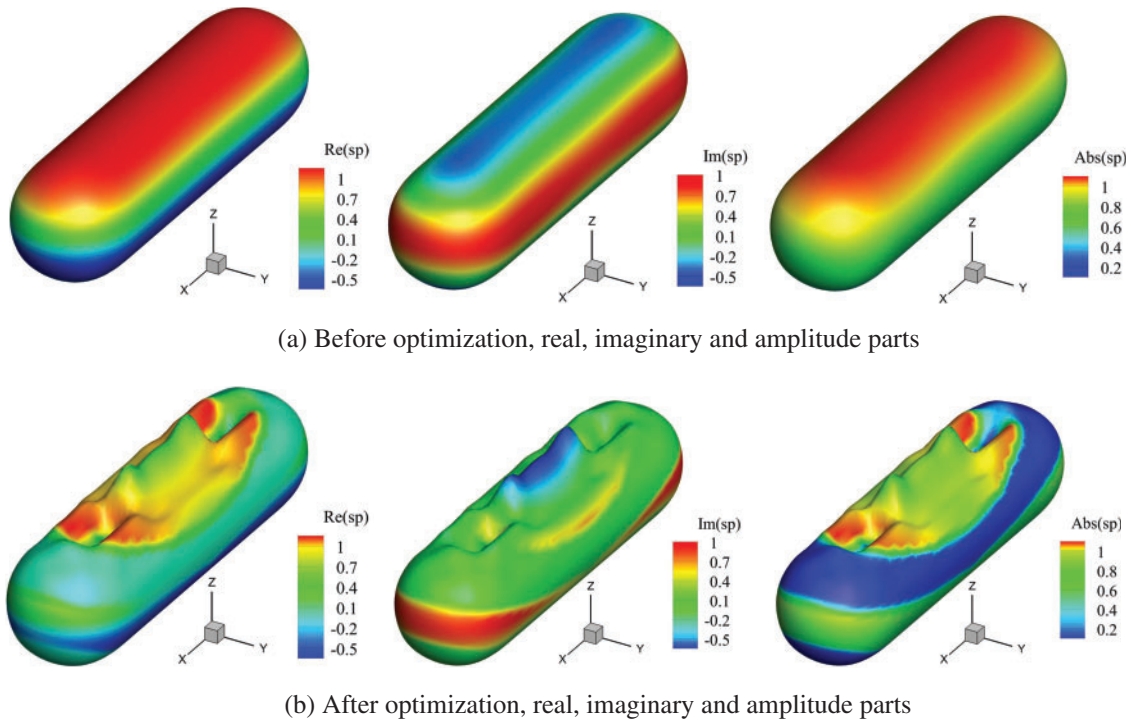 Re(sp)
1
0.7
0.4
0.1
-0.2
-0.5
Z
Y
X
Im(sp)
1
0.7
0.4
0.1
-0.2
-0.5
Z
Y
X
Abs(sp)
1
0.8
0.6
0.4
0.2
Z
Y
X
(a) Before optimization, real, imaginary and amplitude parts
Re(sp)
1
0.7
0.4
0.1
-0.2
-0.5
Z
Y
X
Im(sp)
1
0.7
0.4
0.1
-0.2
-0.5
Z
Y
X
Abs(sp)
1
0.8
0.6
0.4
0.2
Z
Y
X
(b) After optimization, real, imaginary and amplitude parts